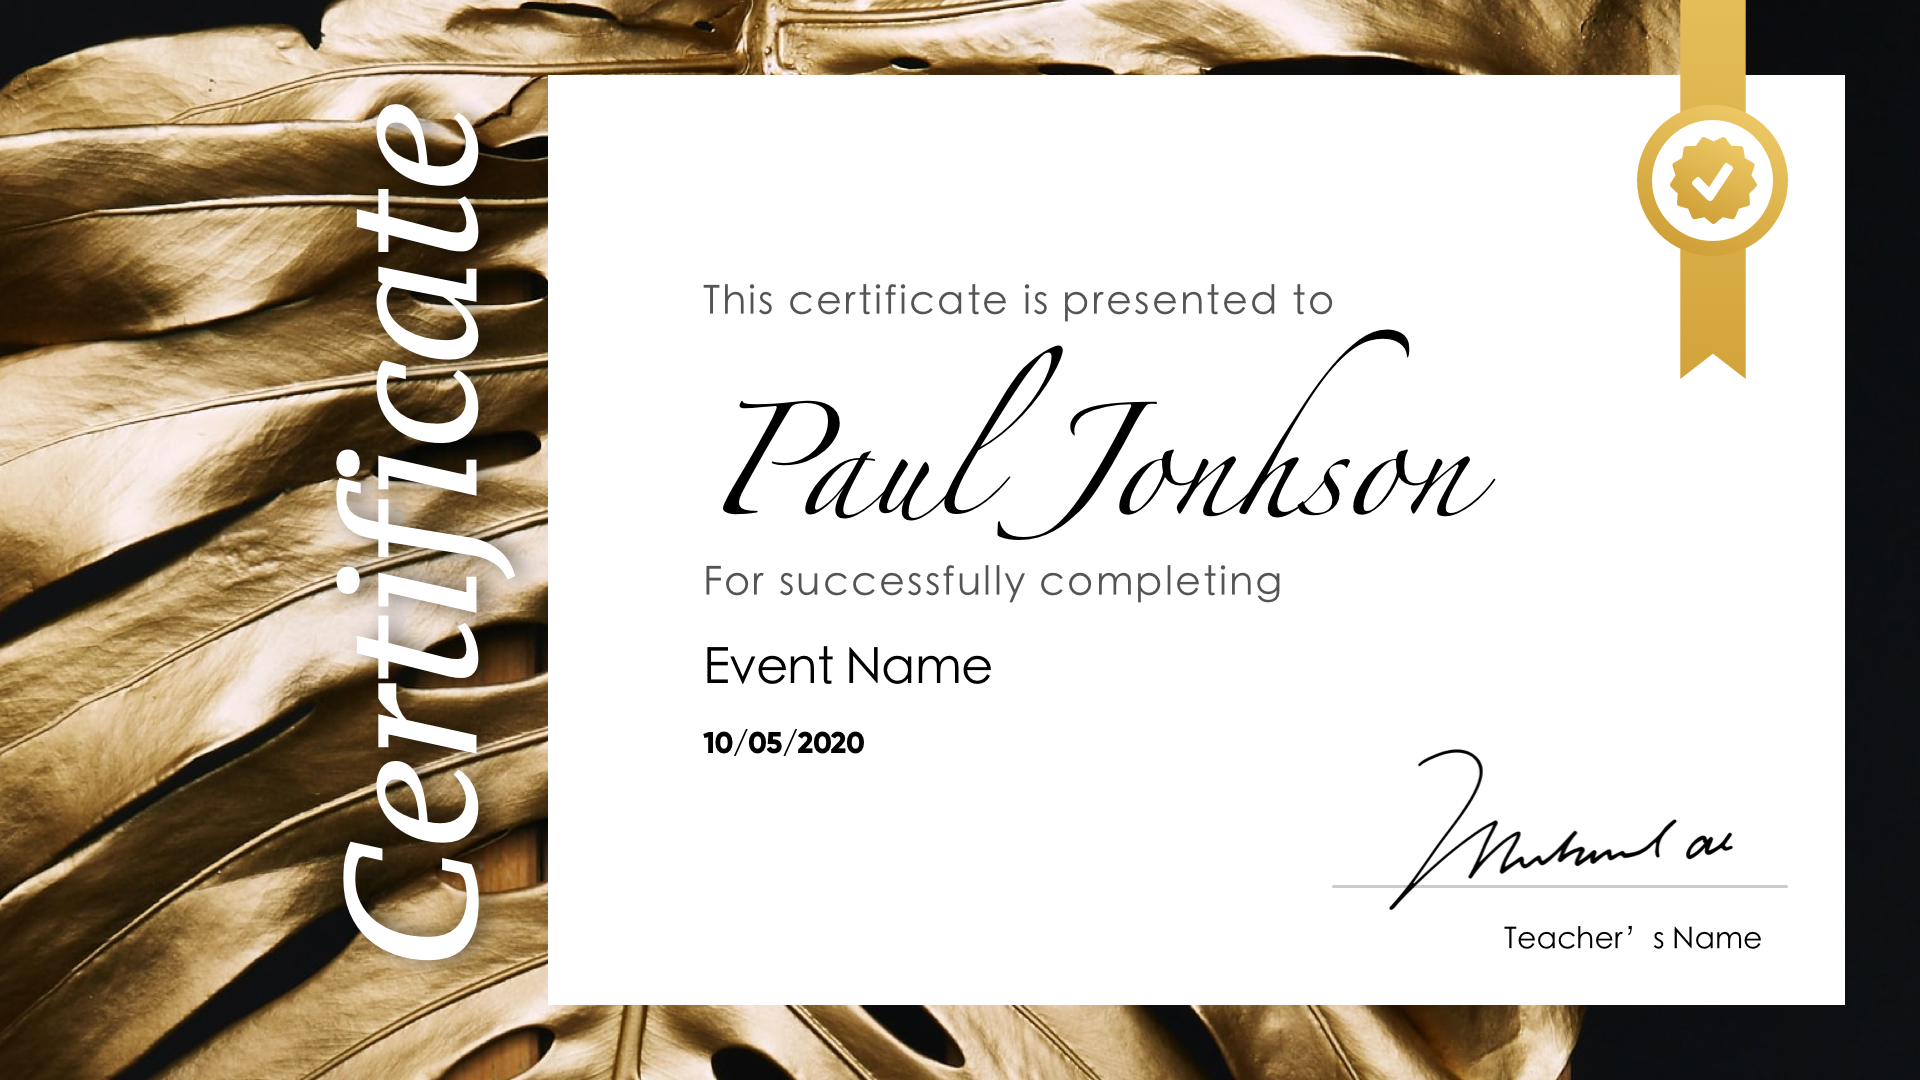 Certificate
This certificate is presented to
Paul Jonhson
For successfully completing
Event Name
10/05/2020
Teacher’s Name